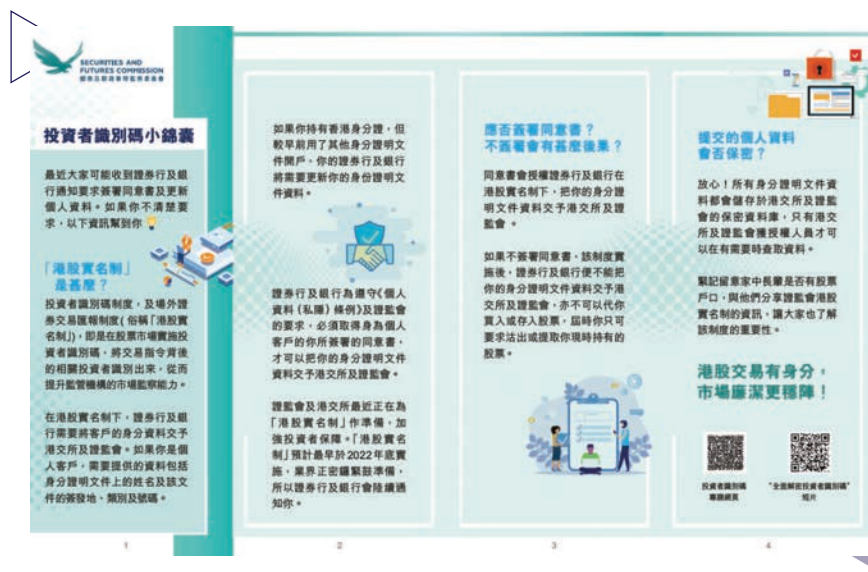 SECURITIES AND
FUTURES COMMISSION
證券及期貨事務監察委員會
投資者識別碼小錦囊
最近大家可能收到證券行及銀
行通知要求簽署同意書及更新
個人資料。如果你不清楚要
求，以下資訊幫到你
「港股實名制」
是甚麼？
投資者識別碼制度，及場外證
券交易匯報制度(俗稱「港股實
名制」)，即是在股票市場實施投
資者識別碼，將交易指令背後
的相關投資者識別出來，從而
提升監管機構的市場監察能力。
在港股實名制下，證券行及銀
行需要將客戶的身分資料交予
港交所及證監會。如果你是個
人客戶，需要提供的資料包括
身分證明文件上的姓名及該文
件的簽發地、類別及號碼。
1
如果你持有香港身分證，但
較早前用了其他身分證明文
件開戶，你的證券行及銀行
將需要更新你的身份證明文
件資料。
證券行及銀行為遵守《個人
資料（私隱）條例》及證監會
的要求，必須取得身為個人
客戶的你所簽署的同意書，
才可以把你的身分證明文件
資料交予港交所及證監會。
證監會及港交所最近正在為
「港股實名制」作準備，加
強投資者保障。「港股實名
制」預計最早於2022年底實
施，業界正密鑼緊鼓準備，
所以證券行及銀行會陸續通
知你。
2
應否簽署同意書？
不簽署會有甚麼後果？
同意書會授權證券行及銀行在
港股實名制下，把你的身分證
明文件資料交予港交所及證
監會。
如果不簽署同意書，該制度實
施後，證券行及銀行便不能把
你的身分證明文件資料交予港
交所及證監會，亦不可以代你
買入或存入股票，屆時你只可
要求沽出或提取你現時持有的
股票。
3
提交的個人資料
會否保密？
放心！所有身分證明文件資
料都會儲存於港交所及證監
會的保密資料庫，只有港交
所及證監會獲授權人員才可
以在有需要時查取資料。
緊記留意家中長輩是否有股票
戶口，與他們分享證監會港股
實名制的資訊，讓大家也了解
該制度的重要性。
港股交易有身分，
市場廉潔更穩陣！
投資者識別碼
專題網頁
"全面解密投資者識別碼"
短片
4